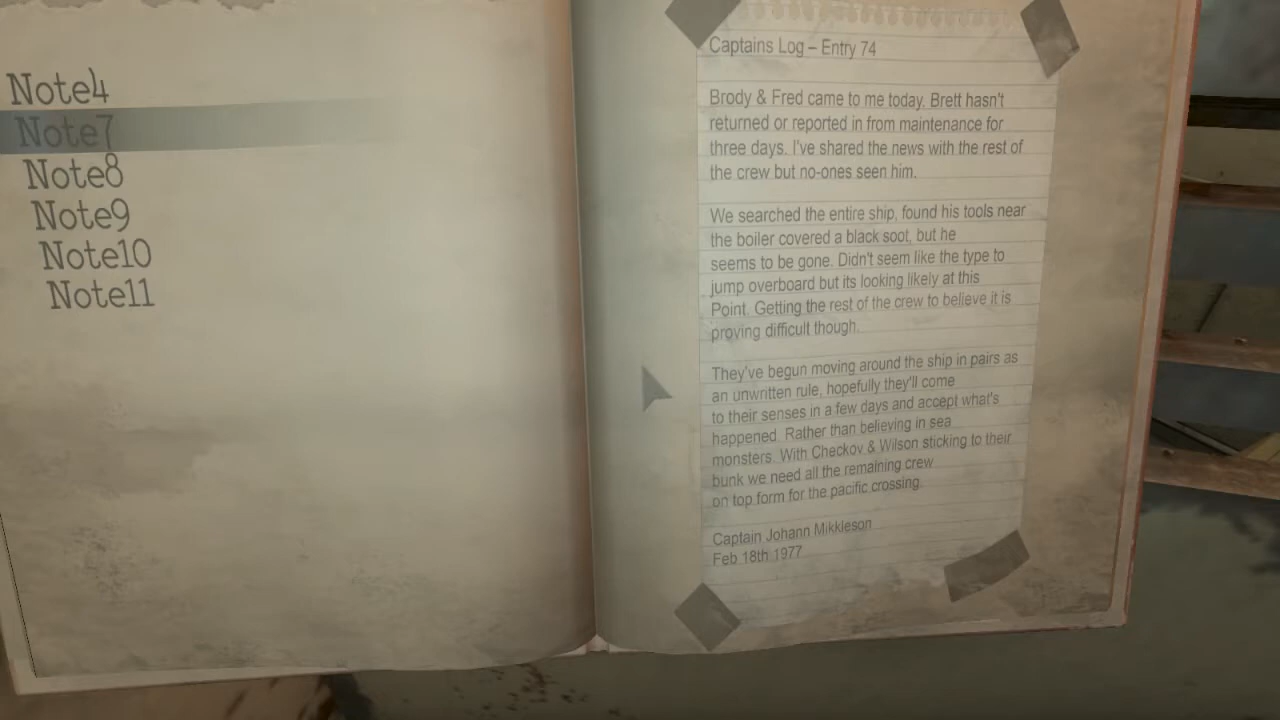 Note4
Note7
Note8
Note9
Note10
Note11
Captains Log – Entry 74
Brody & Fred came to me today. Brett hasn't
returned or reported in from maintenance for
three days. I've shared the news with the rest of
the crew but no-ones seen him.
We searched the entire ship, found his tools near
the boiler covered a black soot, but he
seems to be gone. Didn't seem like the type to
jump overboard but its looking likely at this
Point. Getting the rest of the crew to believe it is
proving difficult though.
They've begun moving around the ship in pairs as
an unwritten rule, hopefully they'll come
to their senses in a few days and accept what's
happened. Rather than believing in sea
monsters. With Checkov & Wilson sticking to their
bunk we need all the remaining crew
on top form for the pacific crossing.
Captain Johann Mikkleson
Feb 18th 1977